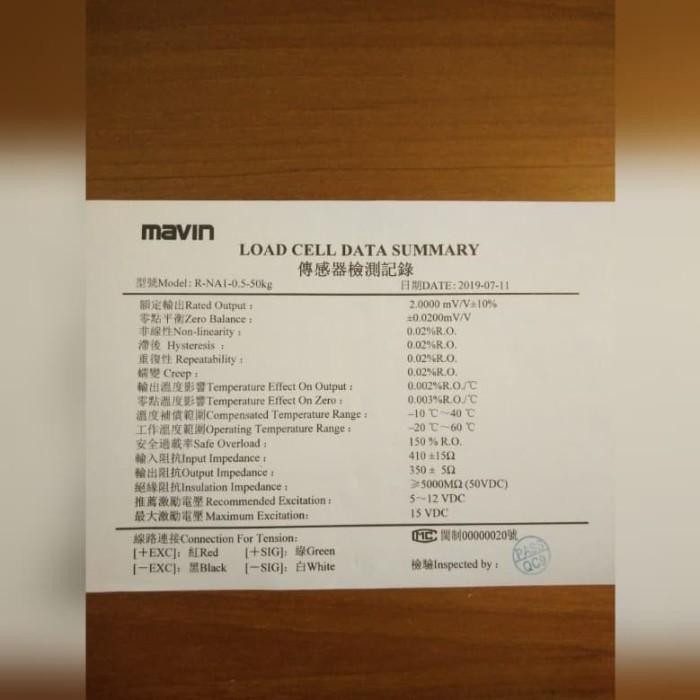 mavin
LOAD CELL DATA SUMMARY
傳感器檢測記錄
型號Model: R-NA1-0.5-50kg 日期DATE: 2019-07-11
額定輸出Rated Output : 2.0000 mV/V±10%
零點平衡Zero Balance : ±0.0200mV/V
非線性Non-linearity : 0.02%R.O.
滯後 Hysteresis : 0.02%R.O.
重復性 Repeatability : 0.02%R.O.
蠕變 Creep : 0.02%R.O.
輸出溫度影響Temperature Effect On Output : 0.002%R.O./℃
零點溫度影響Temperature Effect On Zero : 0.003%R.O./℃
溫度補償範圍Compensated Temperature Range : –10 ℃~40 ℃
工作溫度範圍Operating Temperature Range : –20 ℃~60 ℃
安全過載率Safe Overload : 150 % R.O.
輸入阻抗Input Impedance : 410 ±15Ω
輸出阻抗Output Impedance : 350 ± 5Ω
絕緣阻抗Insulation Impedance : ≥5000MΩ (50VDC)
推薦激勵電壓 Recommended Excitation : 5~12 VDC
最大激勵電壓 Maximum Excitation: 15 VDC
線路連接Connection For Tension: MC 閩制00000020號
[+EXC]: 紅Red [+SIG]: 綠Green
[—EXC]: 黑Black [—SIG]: 白White 檢驗Inspected by :
PASS
QC9